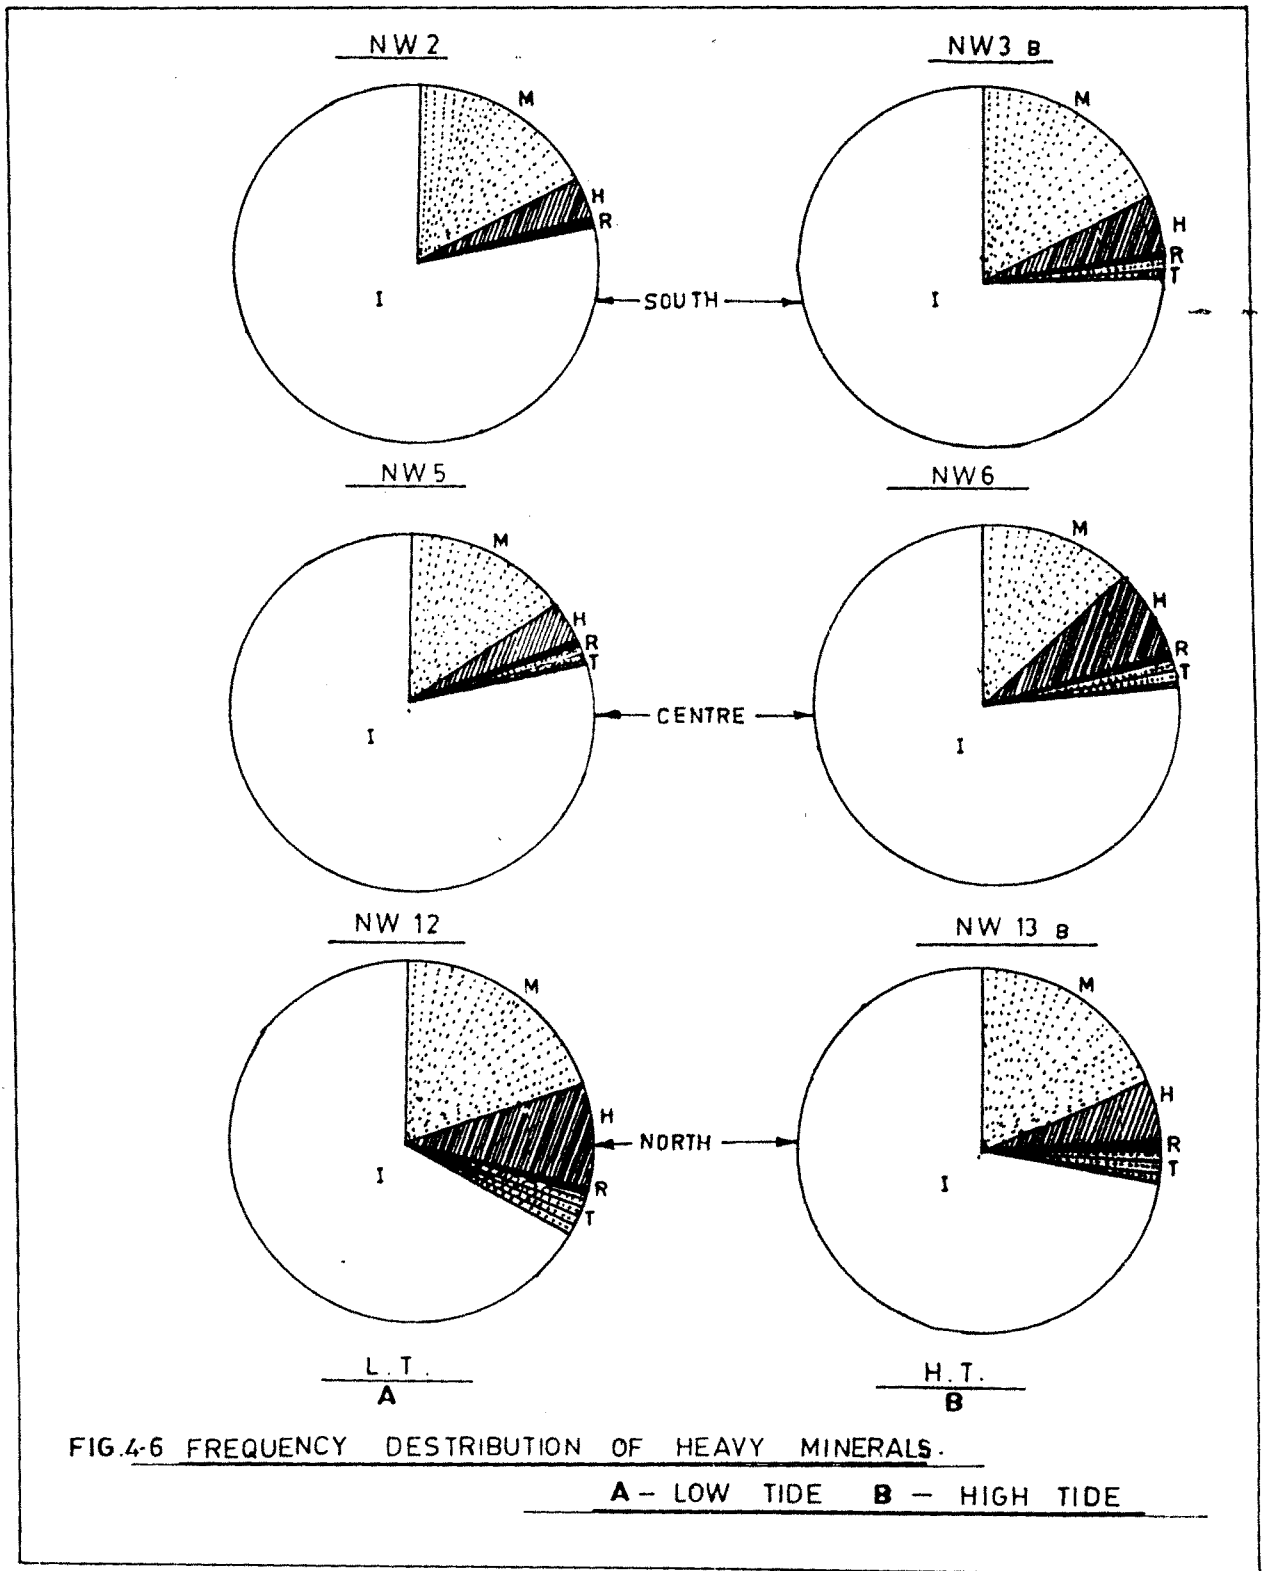 NW 2
NW3 B
M
H
R
I
M
H
R
T
I
SOUTH
NW 5
NW6
M
H
R
T
I
M
H
R
T
I
CENTRE
NW 12
NW 13 B
M
H
R
T
I
M
H
R
T
I
NORTH
L.T.
A
H.T.
B
FIG.4-6 FREQUENCY DESTRIBUTION OF HEAVY MINERALS.
A – LOW TIDE B – HIGH TIDE